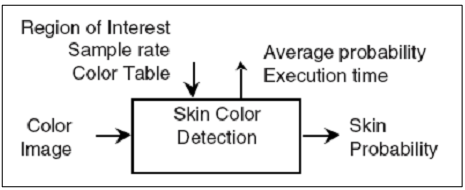 Region of Interest
Sample rate
Color Table
Average probability
Execution time
Color
Image
Skin Color
Detection
Skin
Probability